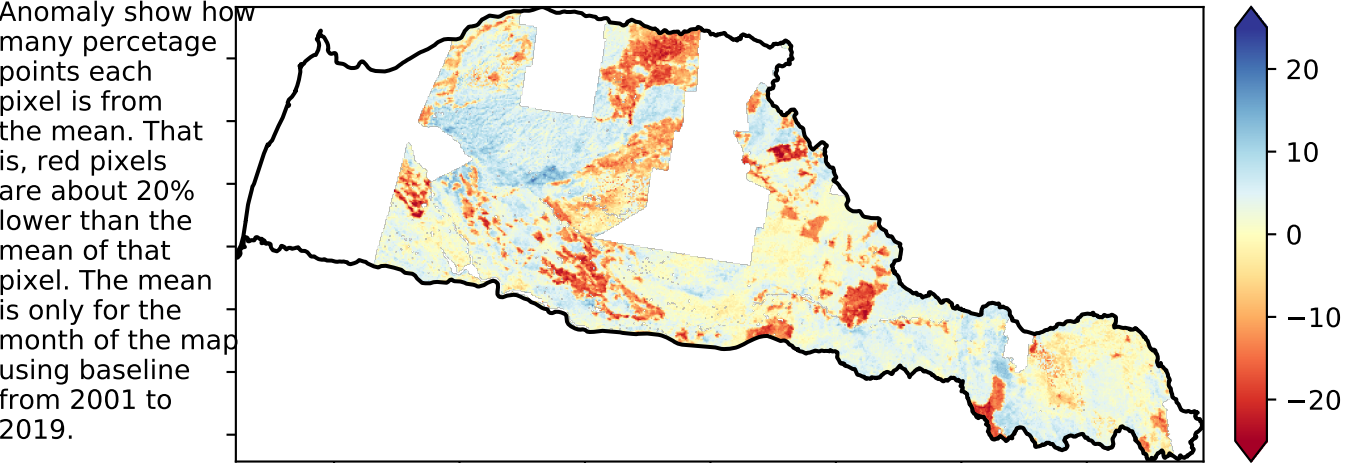 Anomaly show how
many percetage
points each
pixel is from
the mean. That
is, red pixels
are about 20%
lower than the
mean of that
pixel. The mean
is only for the
month of the map
using baseline
from 2001 to
2019.
20
10
0
−10
−20